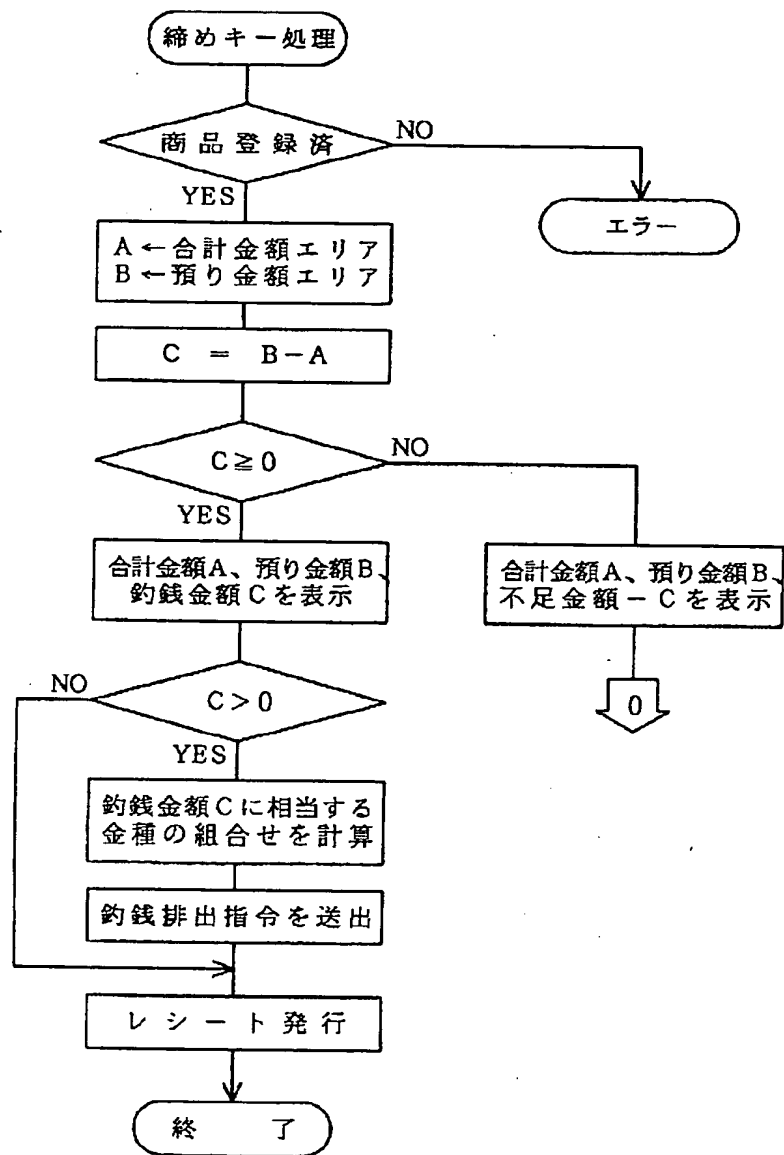 締めキー処理
商品登録済
NO
YES
エラー
A←合計金額エリア
B←預り金額エリア
C = B-A
C≧0
NO
YES
合計金額A、預り金額B、
釣銭金額Cを表示
合計金額A、預り金額B、
不足金額-Cを表示
NO
C>0
0
YES
釣銭金額Cに相当する
金種の組合せを計算
釣銭排出指令を送出
レシート発行
終了